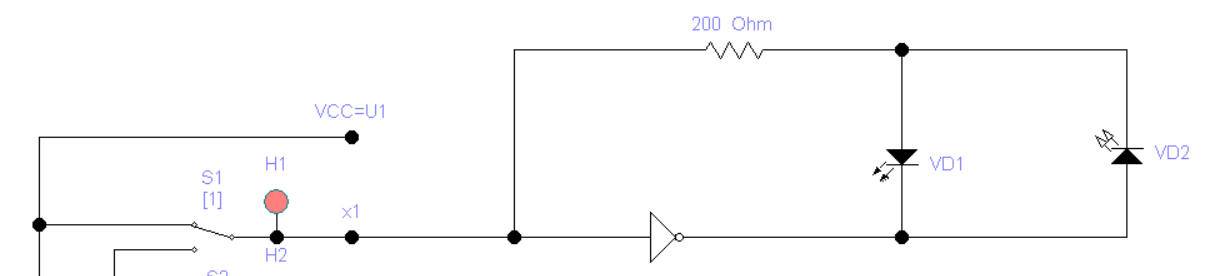 200 Ohm
VCC=U1
H1
S1
[1]
VD1
VD2
x1
H2